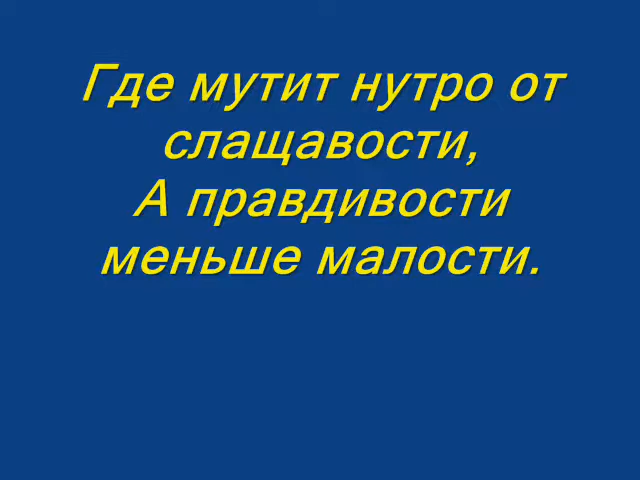 Где мутит нутро от
слащавости,
А правдивости
меньше малости.